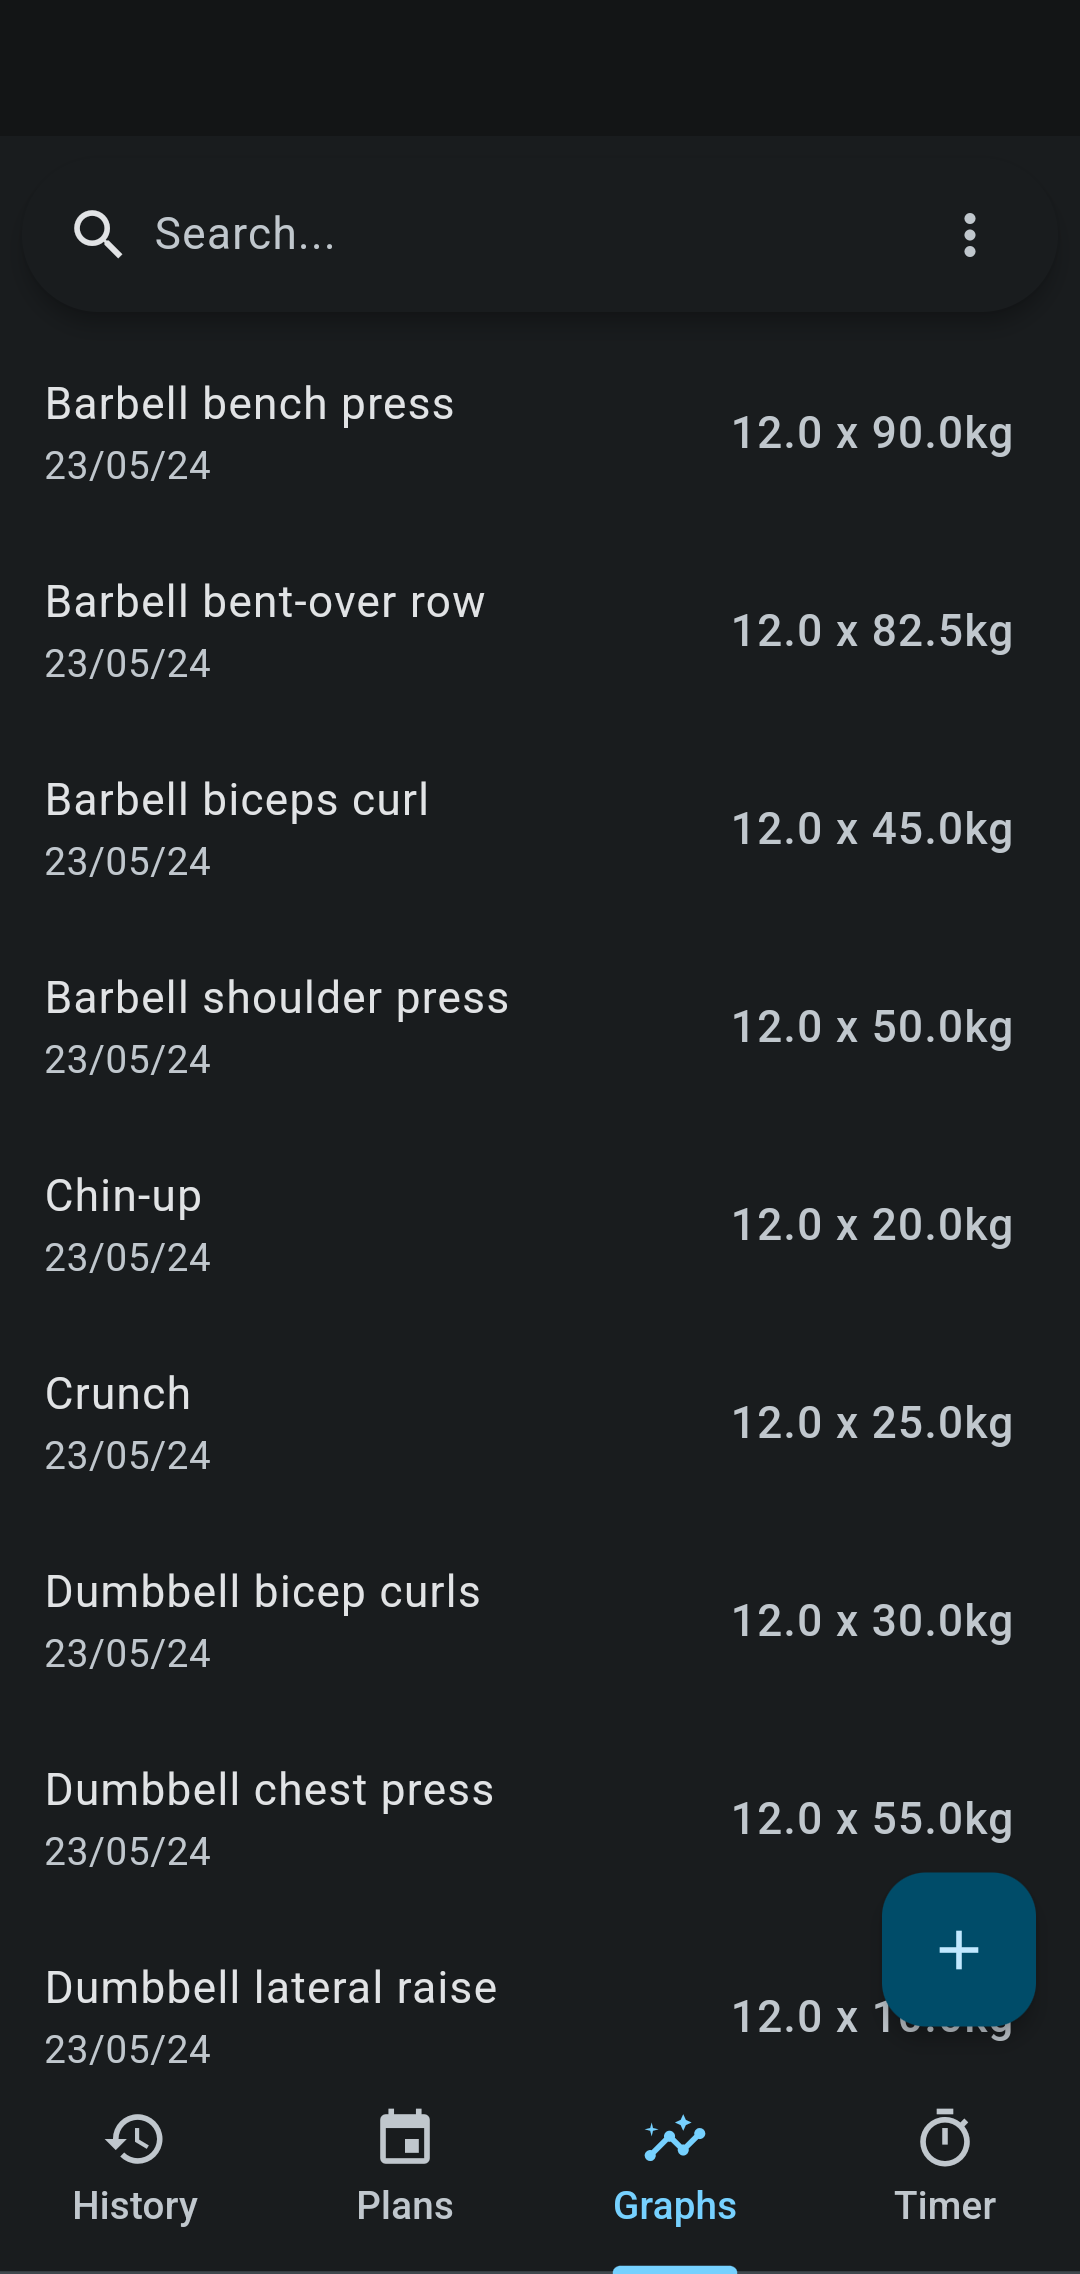 Search...
Barbell bench press
23/05/24
12.0 x 90.0kg
Barbell bent-over row
23/05/24
12.0 x 82.5kg
Barbell biceps curl
23/05/24
12.0 x 45.0kg
Barbell shoulder press
23/05/24
12.0 x 50.0kg
Chin-up
23/05/24
12.0 x 20.0kg
Crunch
23/05/24
12.0 x 25.0kg
Dumbbell bicep curls
23/05/24
12.0 x 30.0kg
Dumbbell chest press
23/05/24
12.0 x 55.0kg
Dumbbell lateral raise
23/05/24
12.0 x
History
Plans
Graphs
Timer